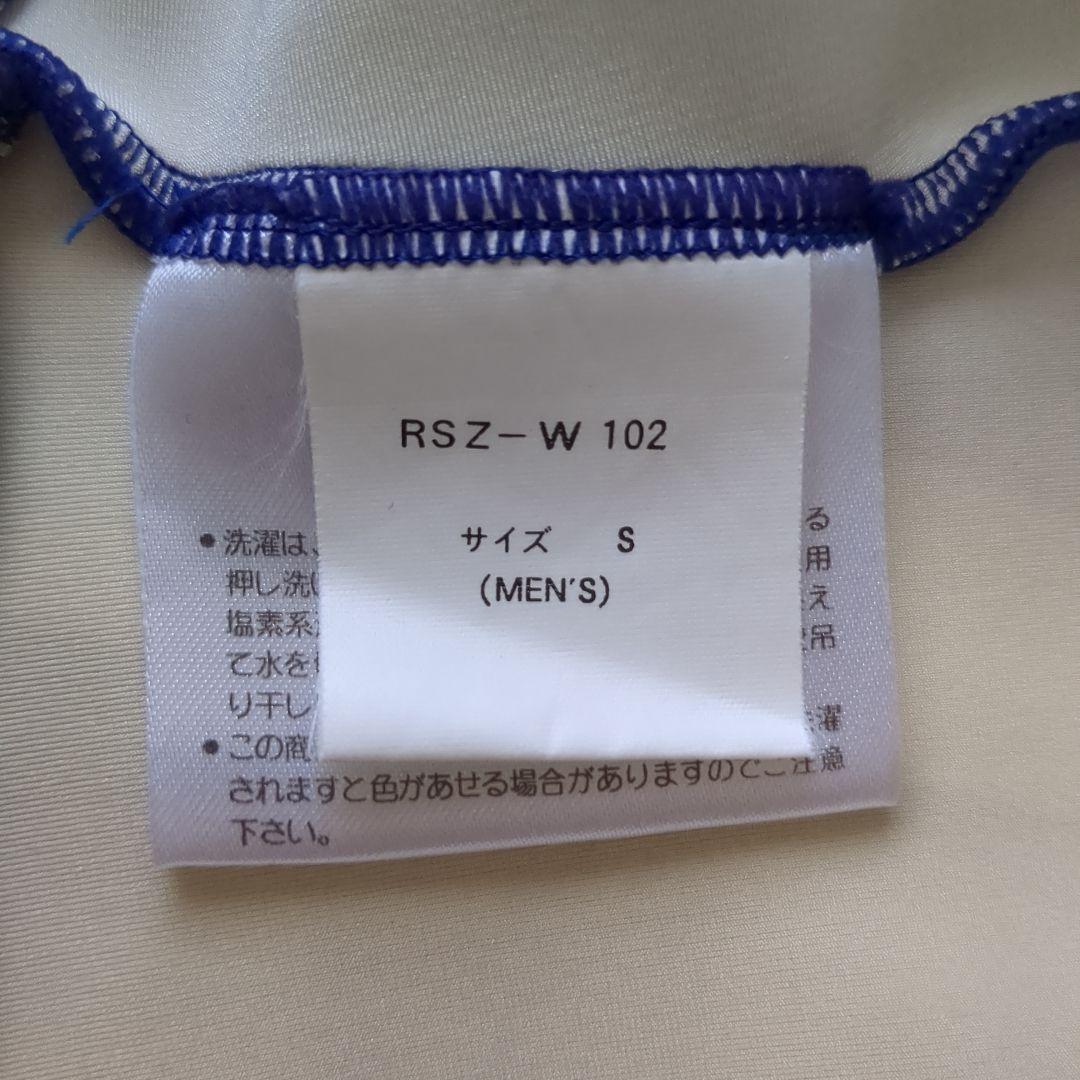 RSZ-W 102
サイズ S
(MEN'S)
• 洗濯は、 る
押し洗い 用
塩素系 え
て水を 吊
り干し
• この商 濯
されますと色があせる場合がありますのでご注意
下さい。